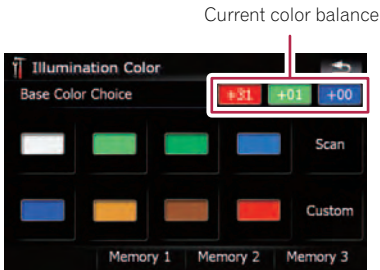 Current color balance
Illumination Color
Base Color Choice +31 +01 +00
Scan
Custom
Memory 1 Memory 2 Memory 3